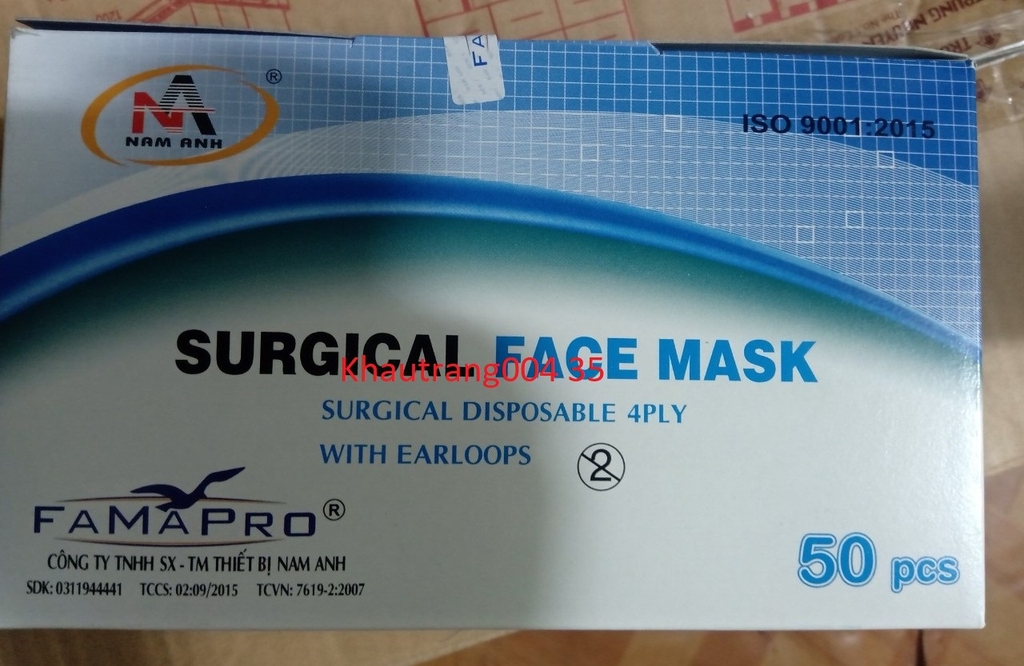 FA
NAM ANH ®
ISO 9001:2015
SURGICAL FACE MASK
Khautrang004 35
SURGICAL DISPOSABLE 4PLY
WITH EARLOOPS
2
FAMAPRO®
CÔNG TY TNHH SX - TM THIẾT BỊ NAM ANH
SDK: 0311944441 TCCS: 02:09/2015 TCVN: 7619-2:2007
50 pcs